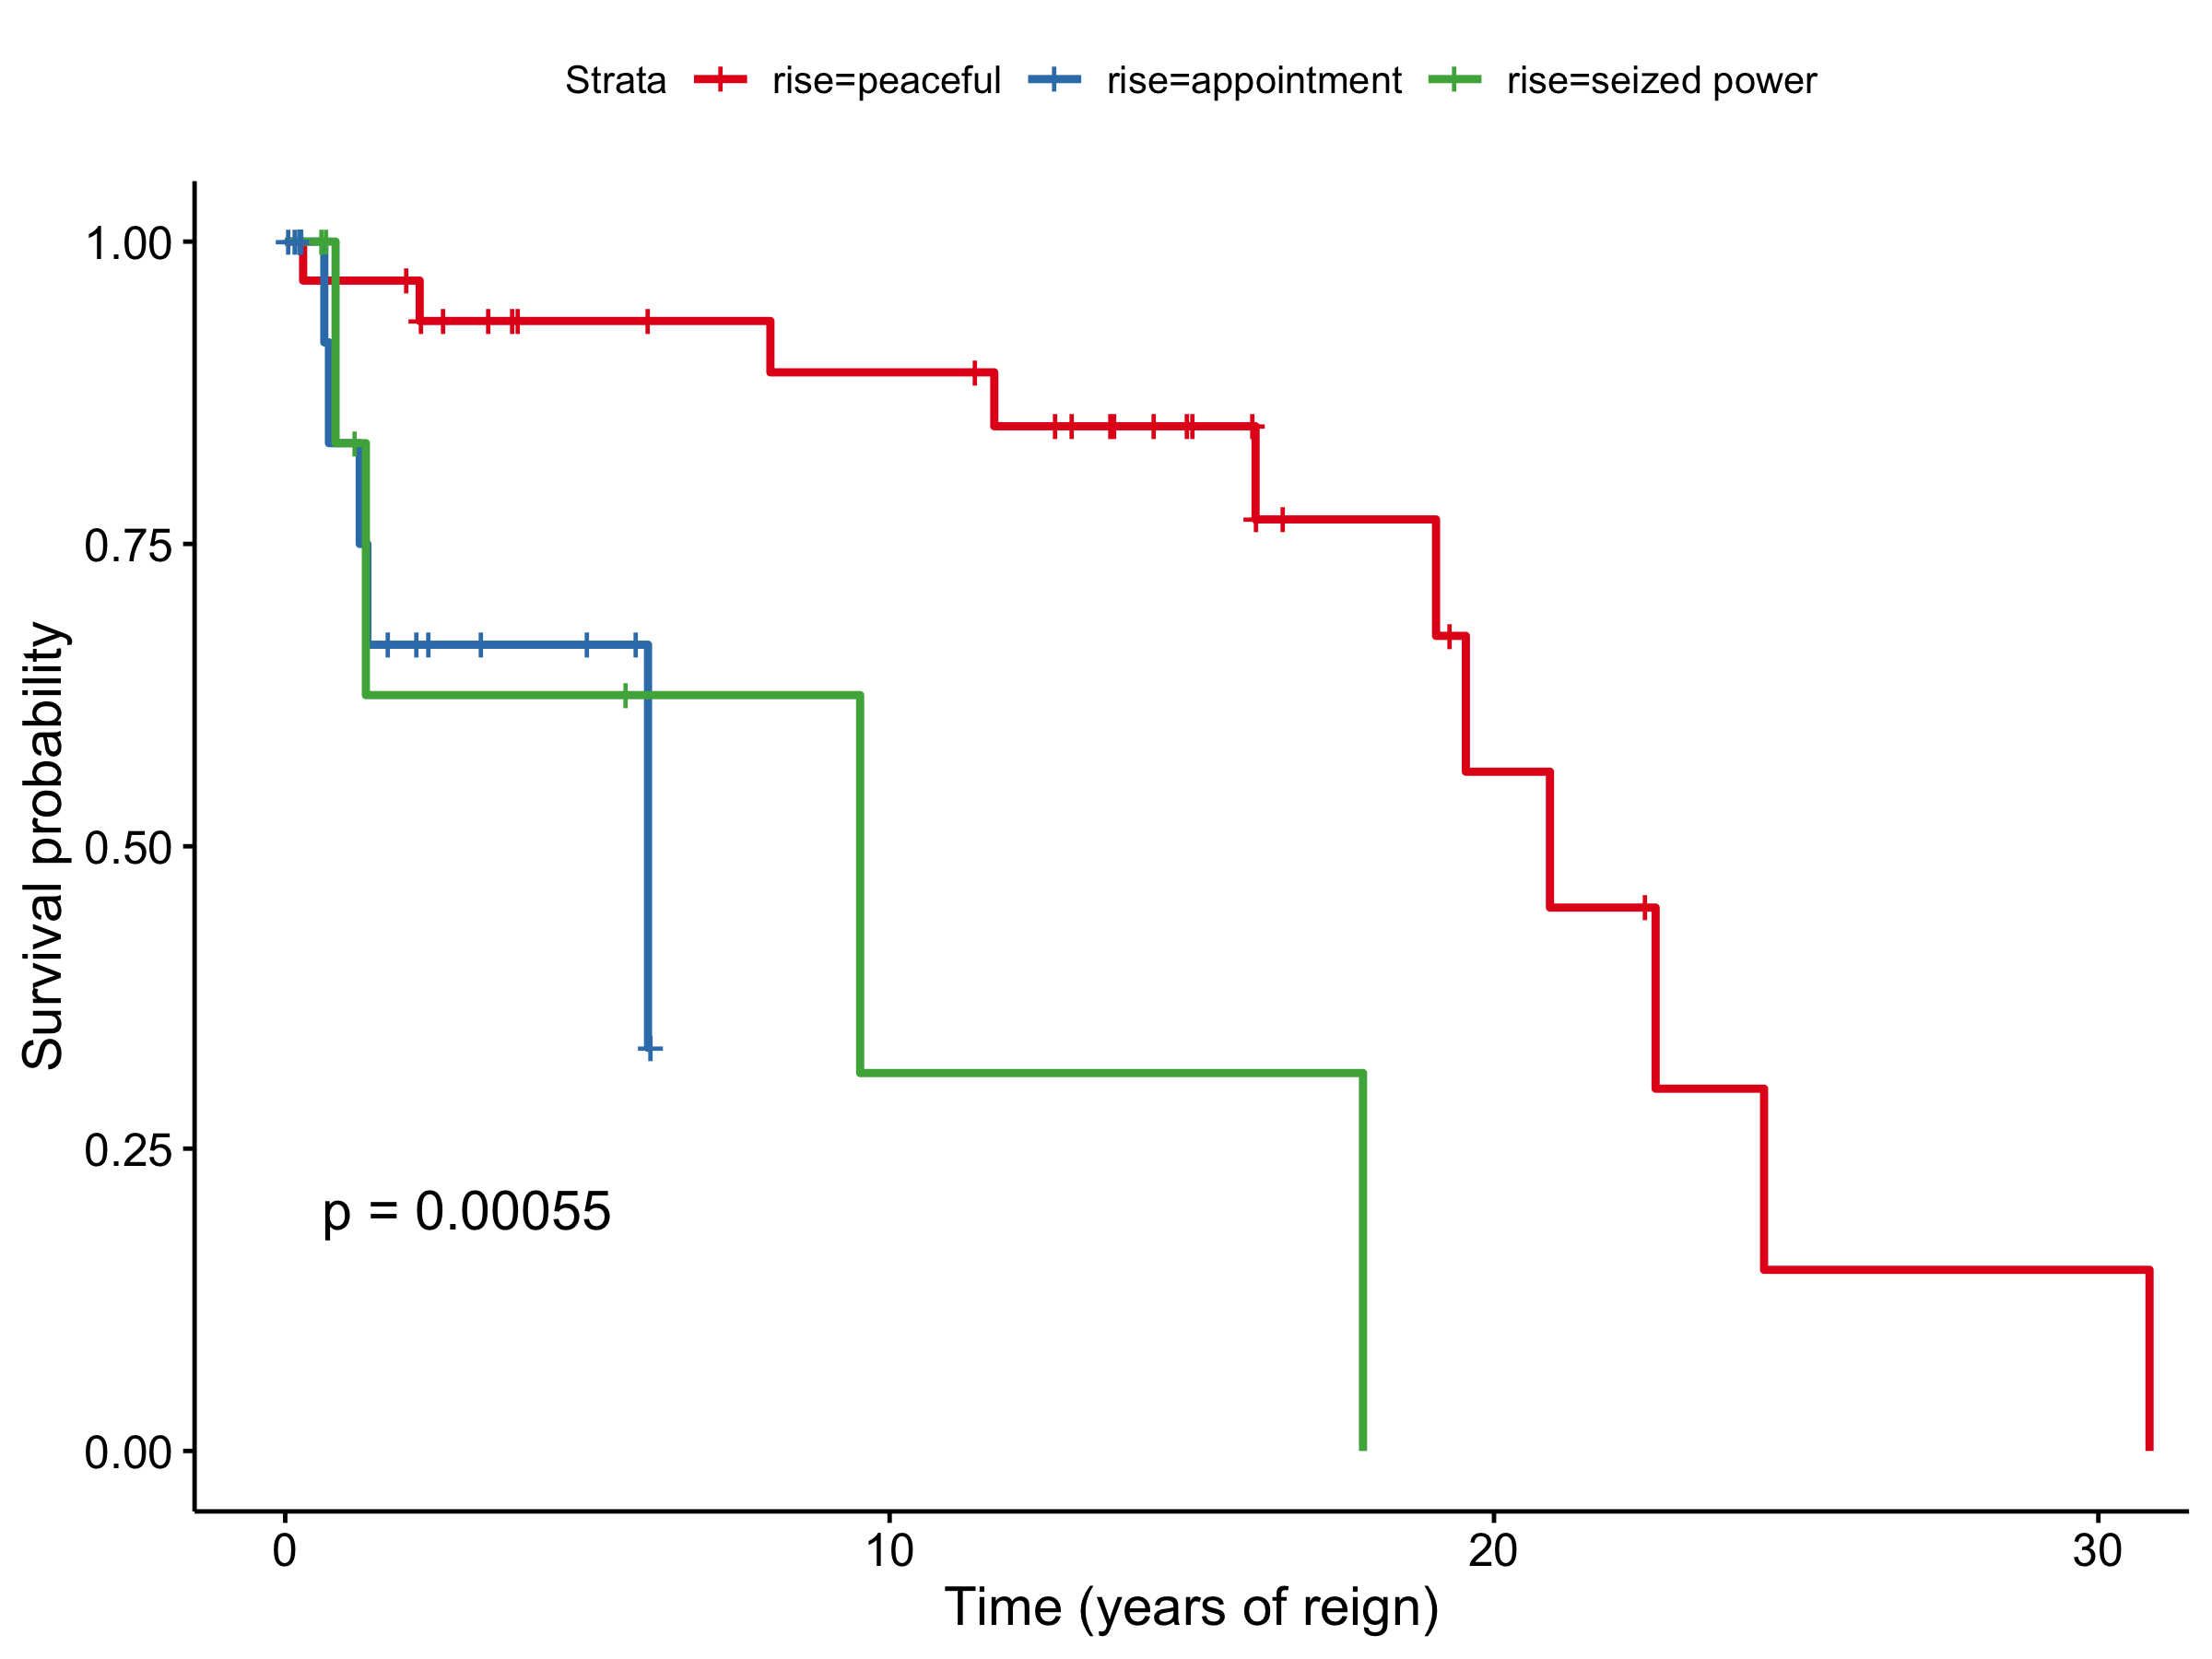 Strata rise=peaceful rise=appointment rise=seized power
1.00
0.75
0.50
0.25
0.00
Survival probability
p = 0.00055
0 10 20 30
Time (years of reign)